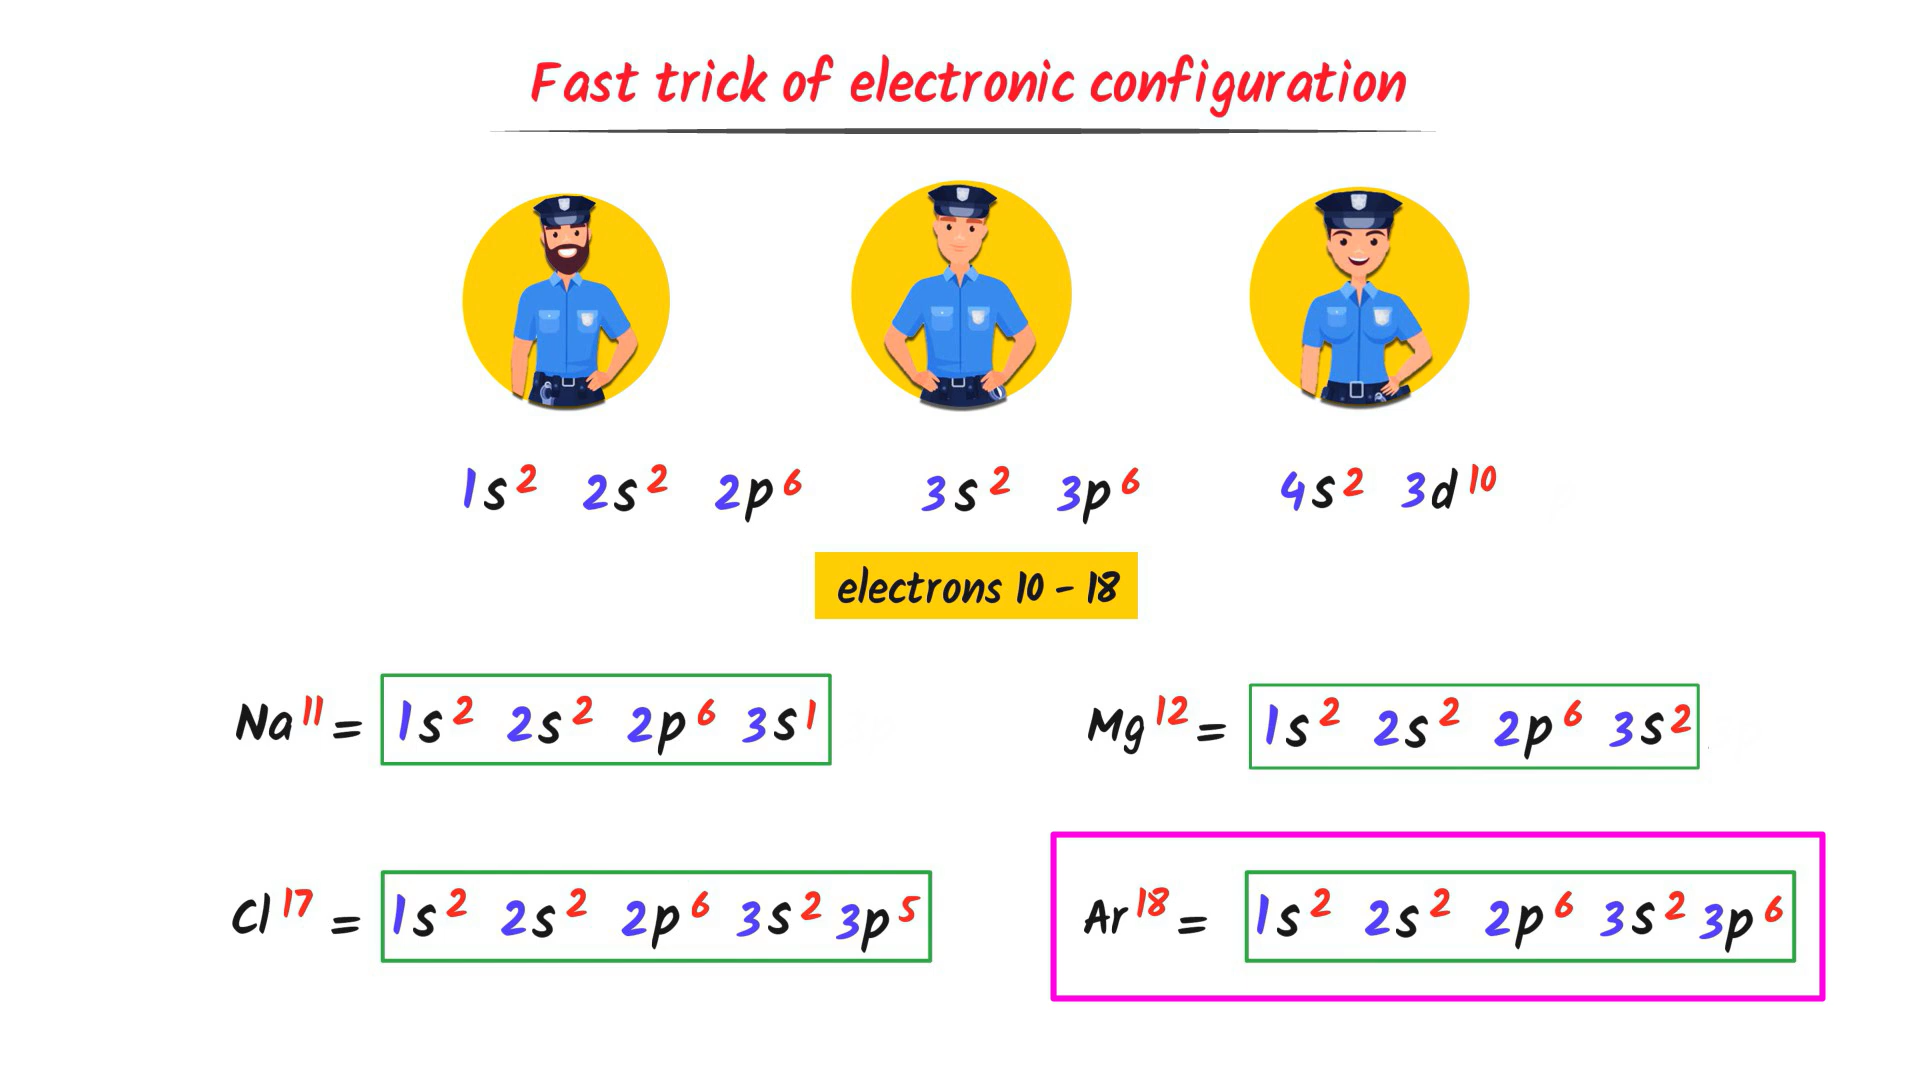 Fast trick of electronic configuration
1s² 2s² 2p⁶ 3s² 3p⁶ 4s² 3d¹⁰
electrons 10 - 18
Na¹¹ = 1s² 2s² 2p⁶ 3s¹
Mg¹² = 1s² 2s² 2p⁶ 3s²
Cl¹⁷ = 1s² 2s² 2p⁶ 3s² 3p⁵
Ar¹⁸ = 1s² 2s² 2p⁶ 3s² 3p⁶